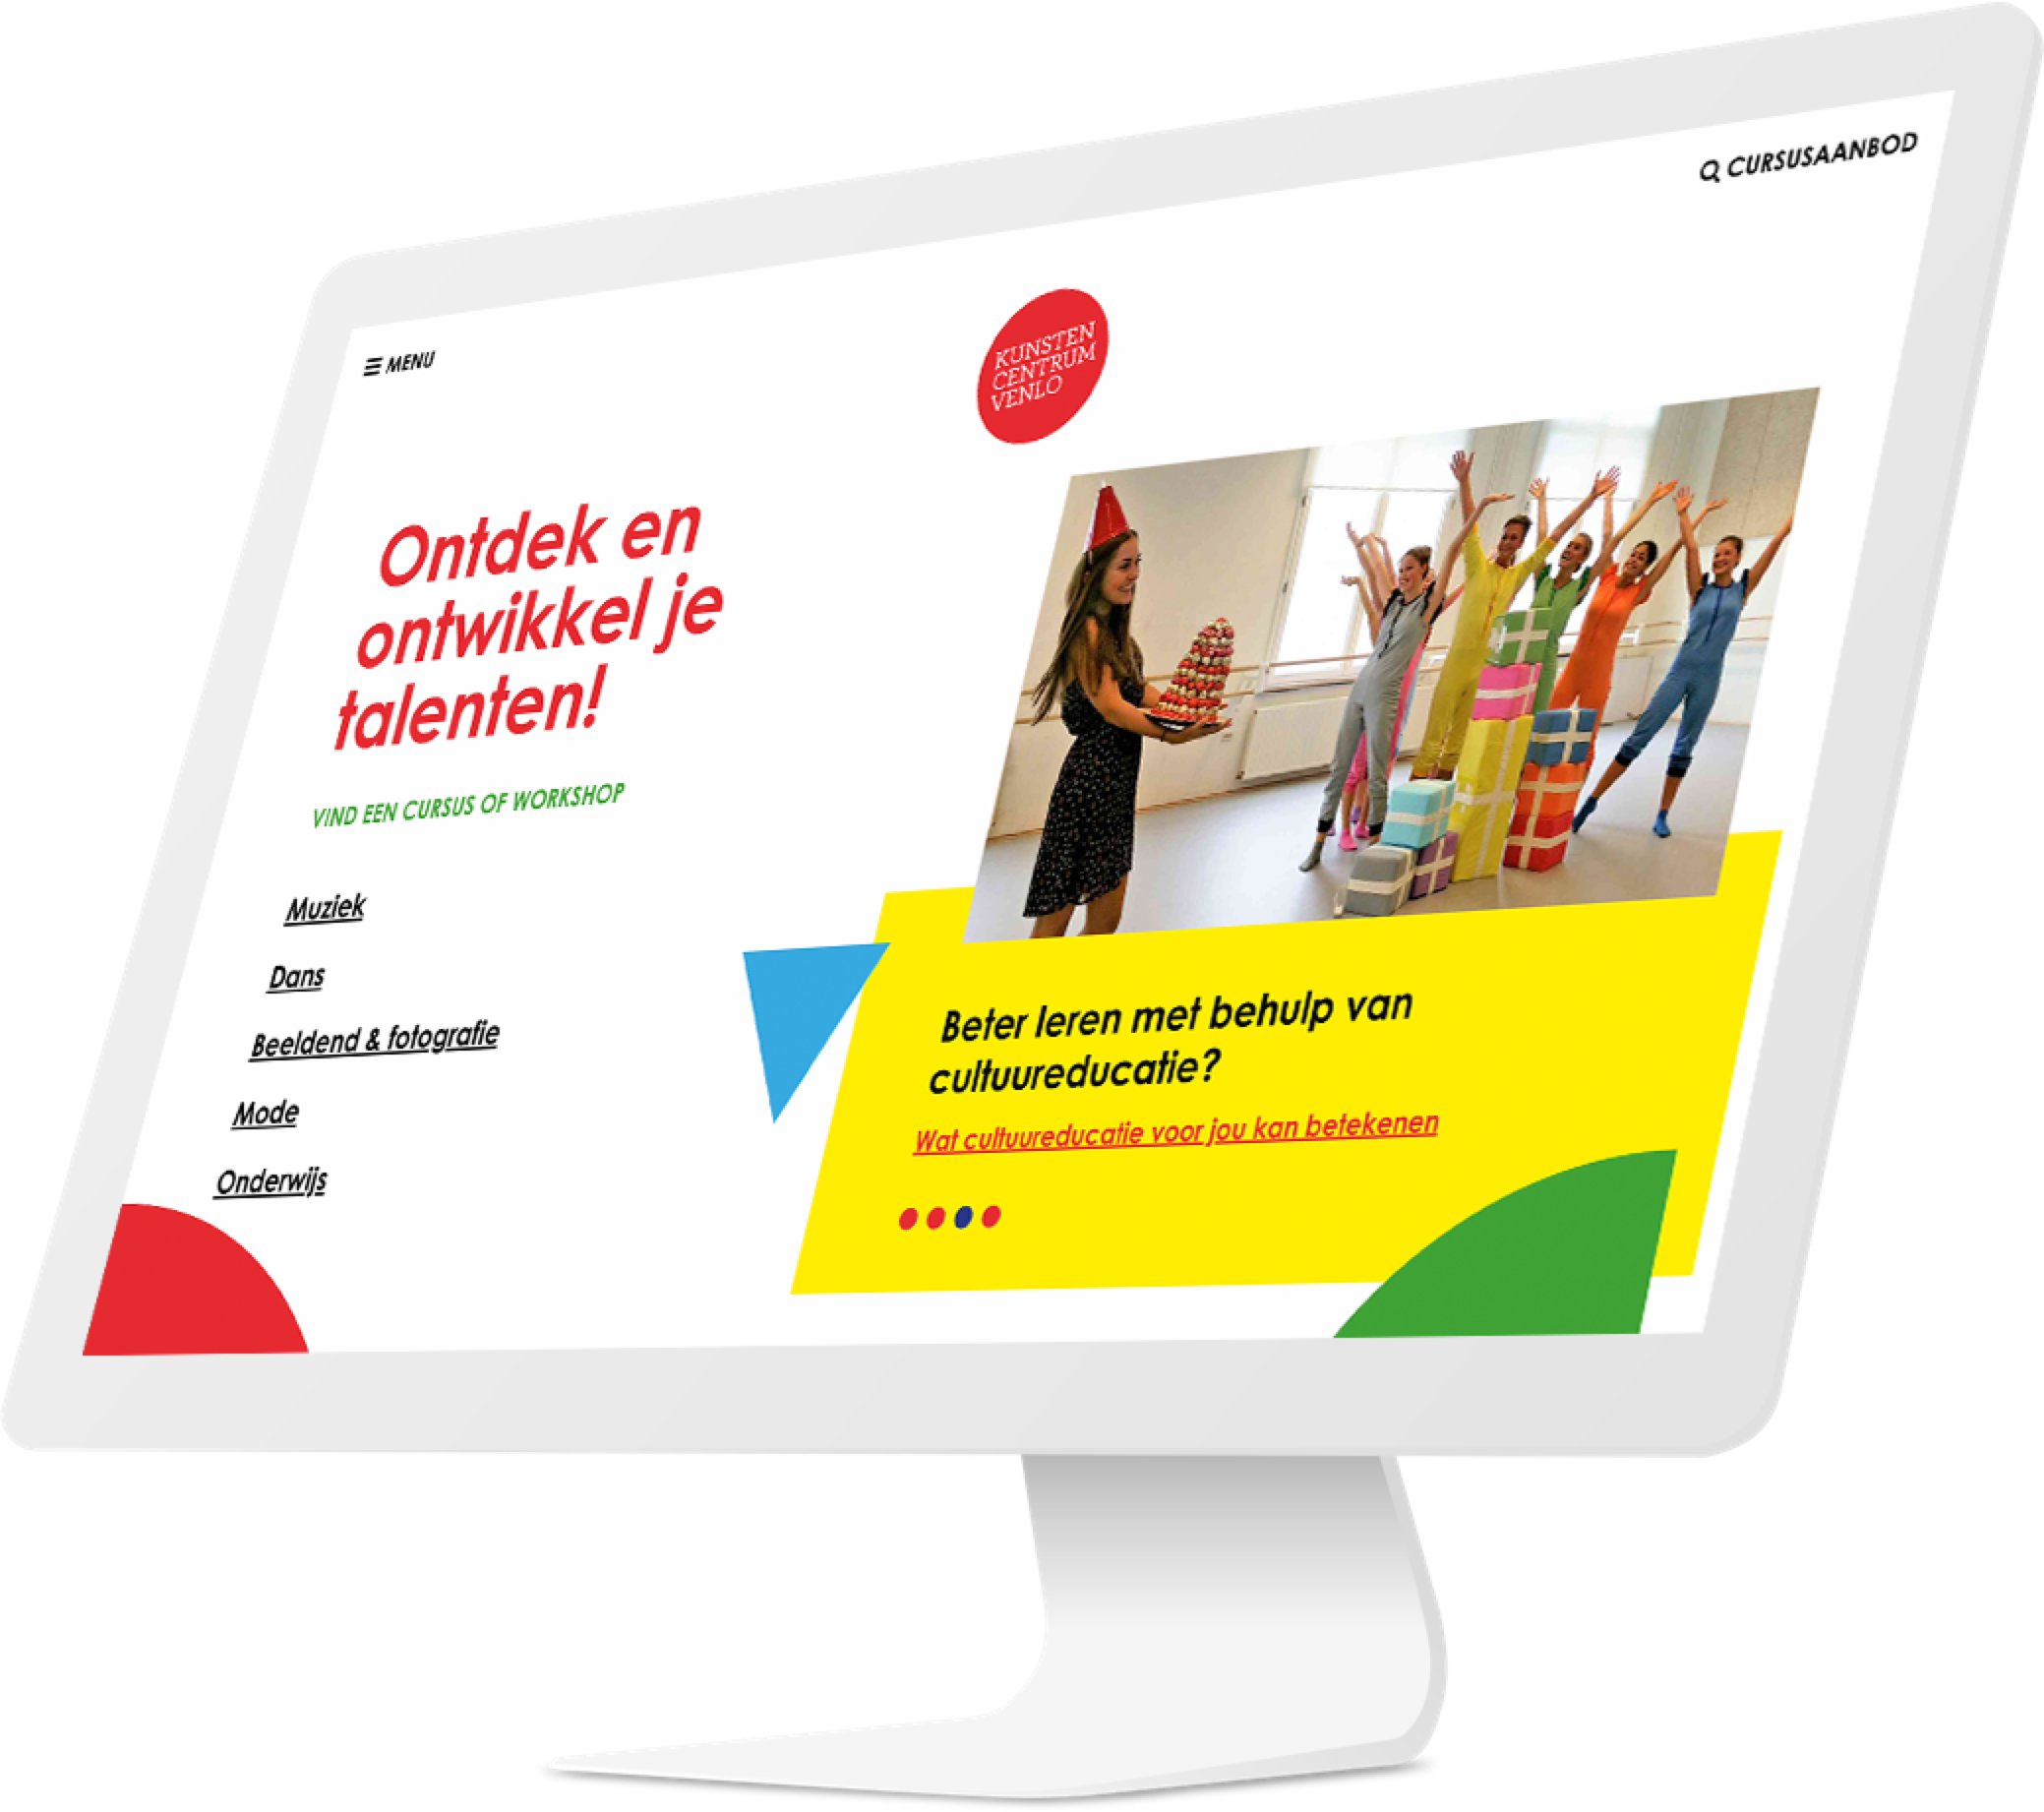 MENU
CURSUSAANBOD
KUNSTEN
CENTRUM
VENLO
Ontdek en
ontwikkel je
talenten!
VIND EEN CURSUS OF WORKSHOP
Muziek
Dans
Beeldend & fotografie
Mode
Onderwijs
Beter leren met behulp van
cultuureducatie?
Wat cultuureducatie voor jou kan betekenen